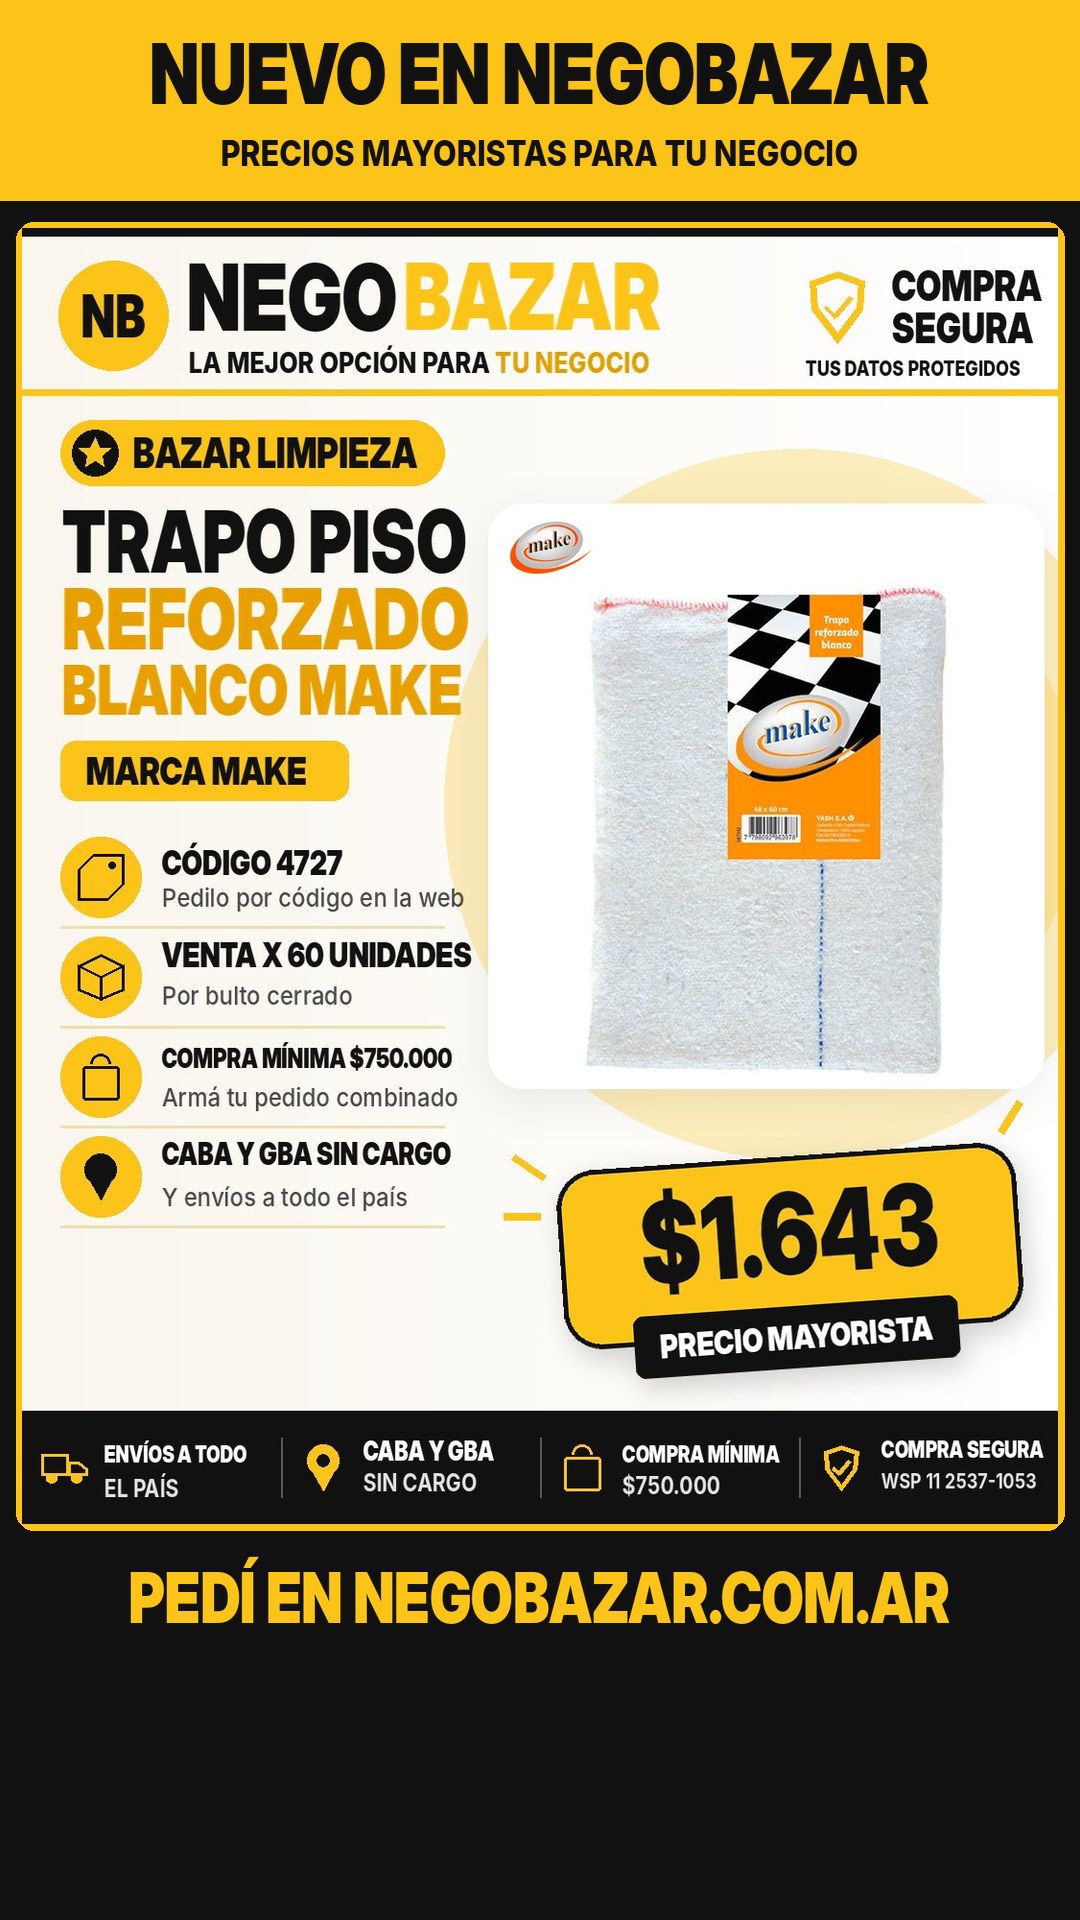 NUEVO EN NEGOBAZAR
PRECIOS MAYORISTAS PARA TU NEGOCIO
NB
NEGOBAZAR
LA MEJOR OPCIÓN PARA TU NEGOCIO
COMPRA
SEGURA
TUS DATOS PROTEGIDOS
BAZAR LIMPIEZA
TRAPO PISO
REFORZADO
BLANCO MAKE
MARCA MAKE
CÓDIGO 4727
Pedilo por código en la web
VENTA X 60 UNIDADES
Por bulto cerrado
COMPRA MÍNIMA $750.000
Armá tu pedido combinado
CABA Y GBA SIN CARGO
Y envíos a todo el país
make
Trapo
reforzado
blanco
make
48 x 60 cm
YASH S.A.
$1.643
PRECIO MAYORISTA
ENVÍOS A TODO
EL PAÍS
CABA Y GBA
SIN CARGO
COMPRA MÍNIMA
$750.000
COMPRA SEGURA
WSP 11 2537-1053
PEDÍ EN NEGOBAZAR.COM.AR